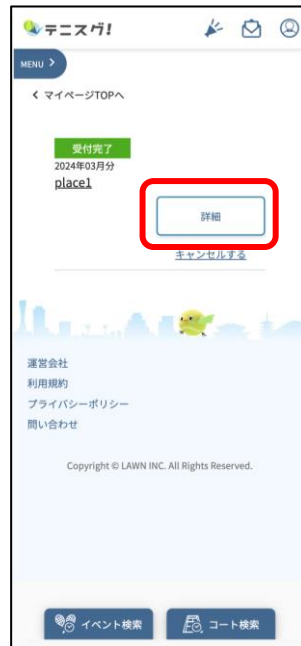 テニスグ!
MENU >
< マイページTOPへ
受付完了
2024年03月分
place1
詳細
キャンセルする
運営会社
利用規約
プライバシーポリシー
問い合わせ
Copyright © LAWN INC. All Rights Reserved.
イベント検索
コート検索